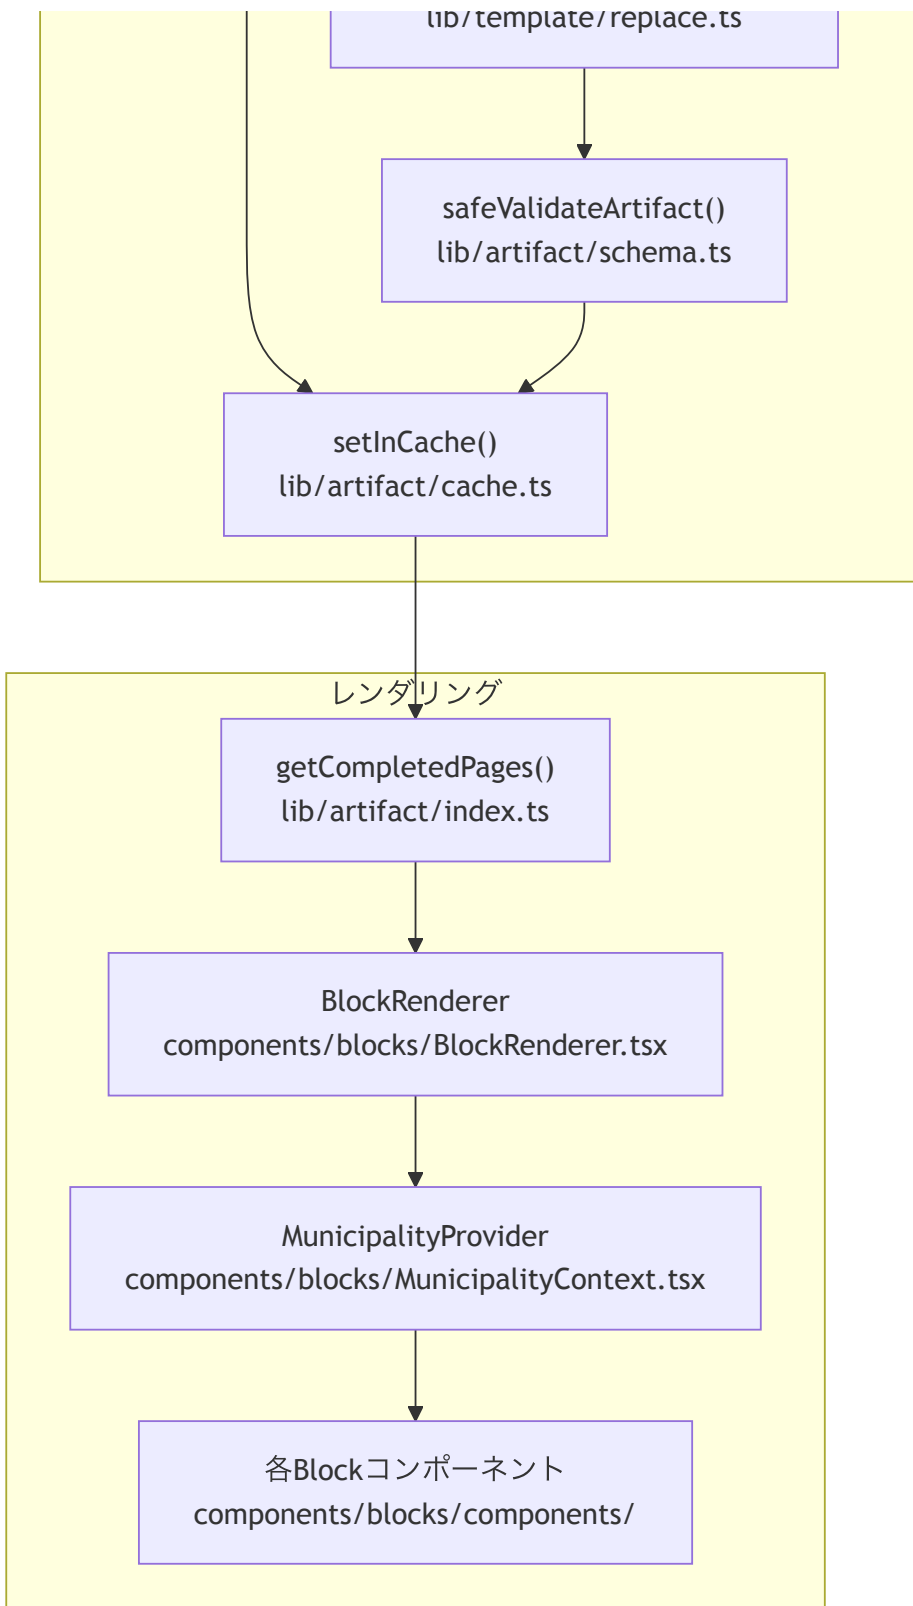 lib/template/replace.ts
safeValidateArtifact()
lib/artifact/schema.ts
setInCache()
lib/artifact/cache.ts
レンダリング
getCompletedPages()
lib/artifact/index.ts
BlockRenderer
components/blocks/BlockRenderer.tsx
MunicipalityProvider
components/blocks/MunicipalityContext.tsx
各Blockコンポーネント
components/blocks/components/